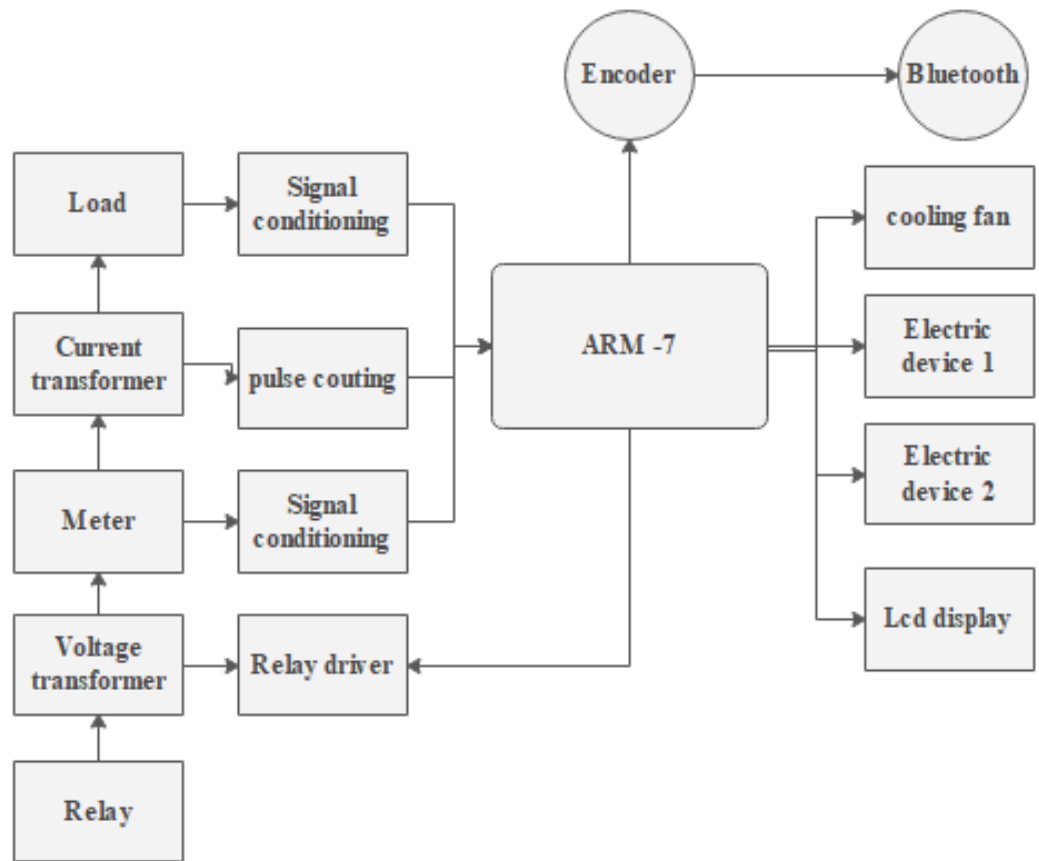 Encoder
Bluetooth
Load
Signal
conditioning
cooling fan
Current
transformer
pulse couting
ARM -7
Electric
device 1
Meter
Signal
conditioning
Electric
device 2
Voltage
transformer
Relay driver
Lcd display
Relay